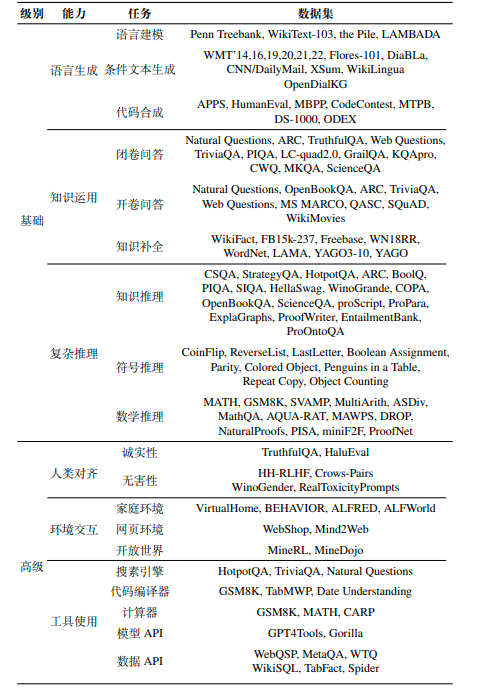 级别 能力 任务 数据集
语言建模 Penn Treebank, WikiText-103, the Pile, LAMBADA
语言生成 条件文本生成 WMT'14,16,19,20,21,22, Flores-101, DiaBLa,
CNN/DailyMail, XSum, WikiLingua
OpenDialKG
代码合成 APPS, HumanEval, MBPP, CodeContest, MTPB,
DS-1000, ODEX
闭卷问答 Natural Questions, ARC, TruthfulQA, Web Questions,
TriviaQA, PIQA, LC-quad2.0, GrailQA, KQApro,
CWQ, MKQA, ScienceQA
知识运用
开卷问答 Natural Questions, OpenBookQA, ARC, TriviaQA,
Web Questions, MS MARCO, QASC, SQuAD,
WikiMovies
基础
知识补全 WikiFact, FB15k-237, Freebase, WN18RR,
WordNet, LAMA, YAGO3-10, YAGO
知识推理 CSQA, StrategyQA, HotpotQA, ARC, BoolQ,
PIQA, SIQA, HellaSwag, WinoGrande, COPA,
OpenBookQA, ScienceQA, proScript, ProPara,
ExplaGraphs, ProofWriter, EntailmentBank,
ProOntoQA
复杂推理
符号推理 CoinFlip, ReverseList, LastLetter, Boolean Assignment,
Parity, Colored Object, Penguins in a Table,
Repeat Copy, Object Counting
数学推理 MATH, GSM8K, SVAMP, MultiArith, ASDiv,
MathQA, AQUA-RAT, MAWPS, DROP,
NaturalProofs, PISA, miniF2F, ProofNet
诚实性 TruthfulQA, HaluEval
人类对齐
无害性 HH-RLHF, Crows-Pairs
WinoGender, RealToxicityPrompts
家庭环境 VirtualHome, BEHAVIOR, ALFRED, ALFWorld
环境交互 网页环境 WebShop, Mind2Web
开放世界 MineRL, MineDojo
高级
搜素引擎 HotpotQA, TriviaQA, Natural Questions
代码编译器 GSM8K, TabMWP, Date Understanding
计算器 GSM8K, MATH, CARP
工具使用
模型 API GPT4Tools, Gorilla
数据 API WebQSP, MetaQA, WTQ
WikiSQL, TabFact, Spider